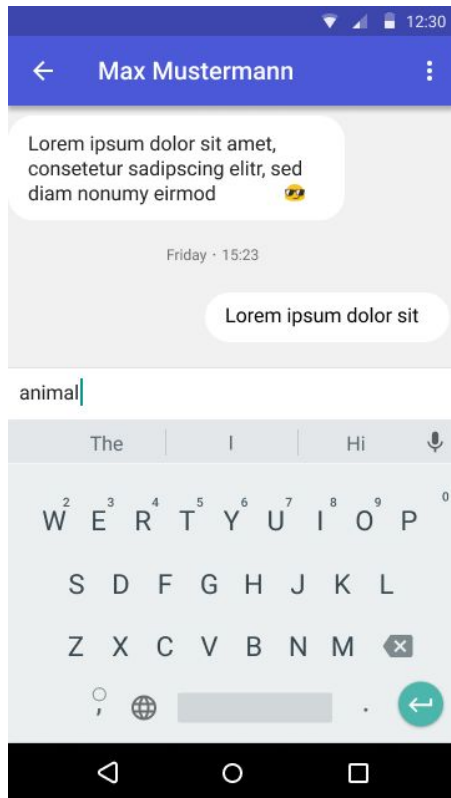 12:30
Max Mustermann
Lorem ipsum dolor sit amet,
consetetur sadipscing elitr, sed
diam nonumy eirmod 😎
Friday · 15:23
Lorem ipsum dolor sit
animal
The I Hi
2 3 4 5 6 7 8 9 0
W E R T Y U I O P
S D F G H J K L
Z X C V B N M
, .